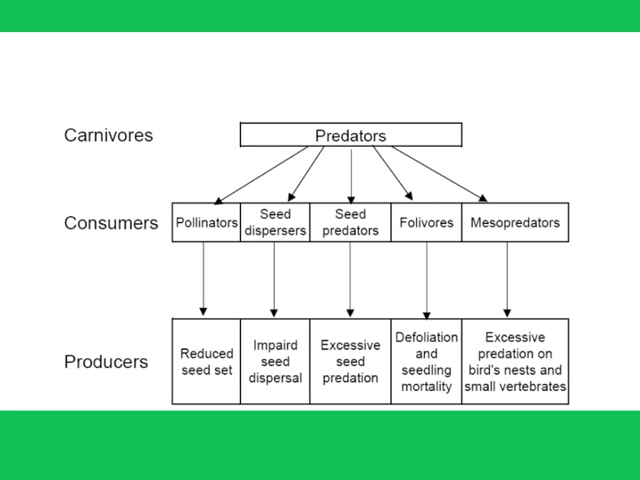 Carnivores
Predators
Consumers
Pollinators
Seed
dispersers
Seed
predators
Folivores
Mesopredators
Producers
Reduced
seed set
Impaird
seed
dispersal
Excessive
seed
predation
Defoliation
and
seedling
mortality
Excessive
predation on
bird's nests and
small vertebrates